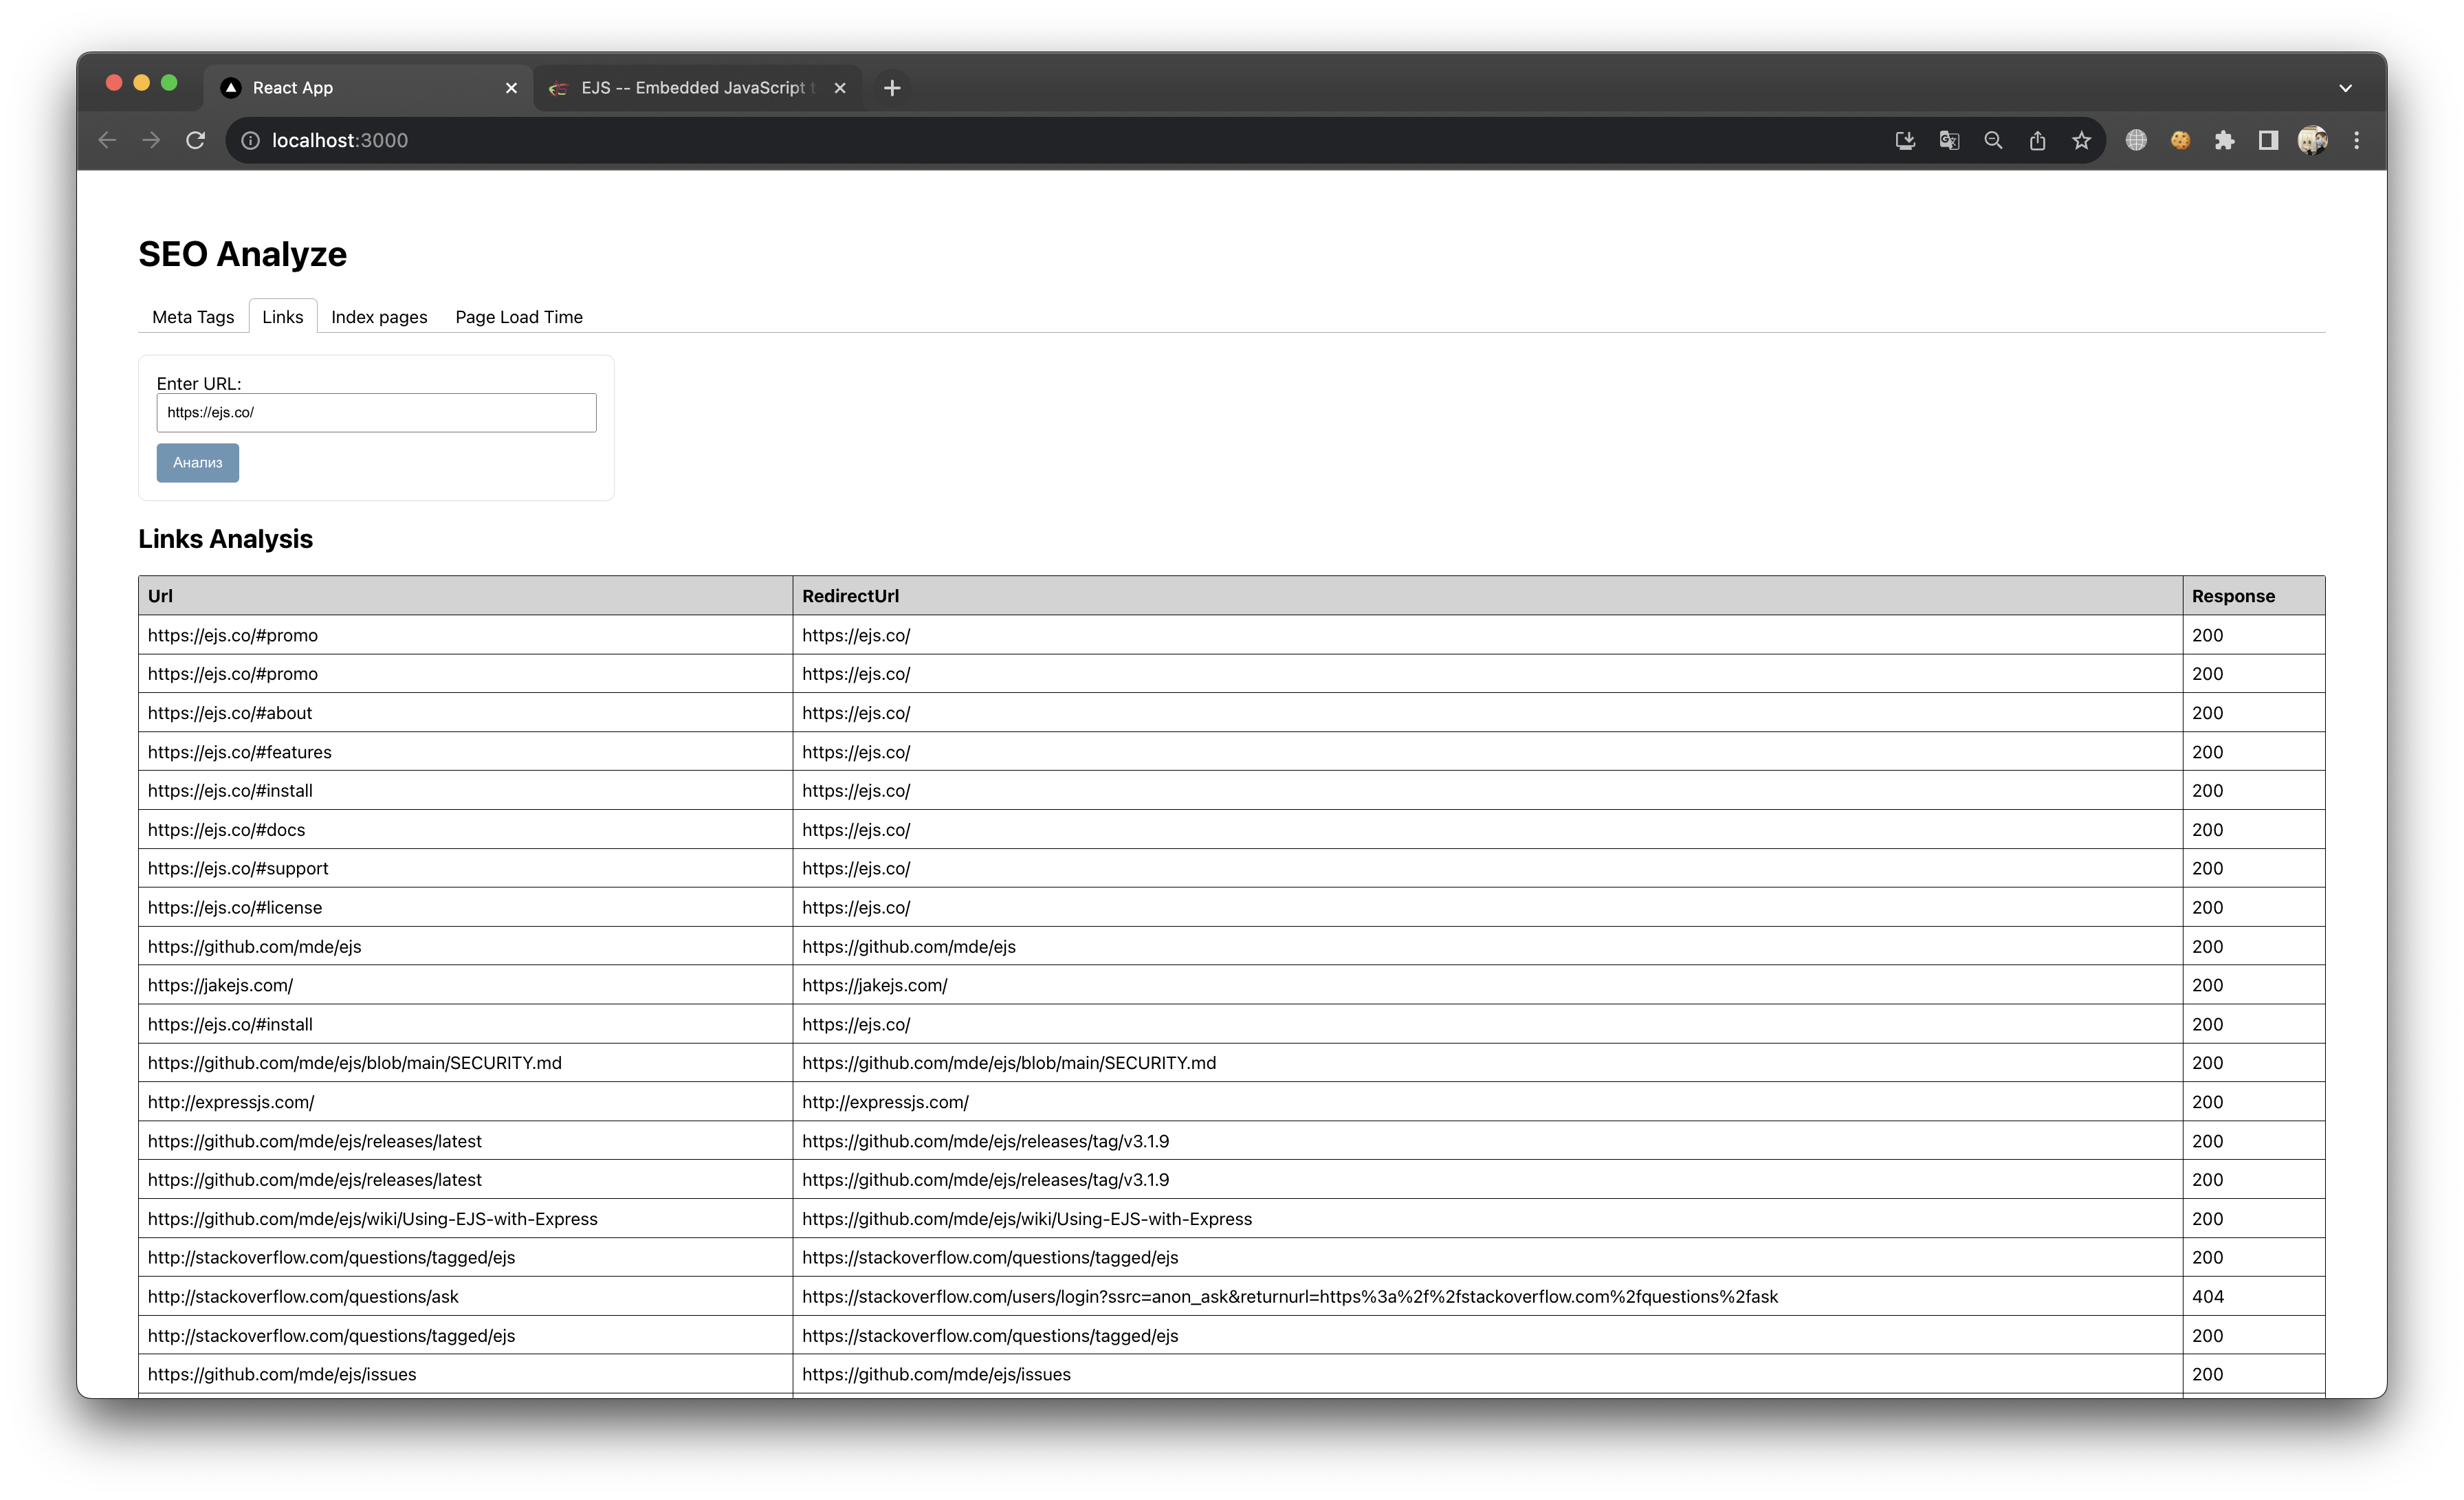 React App
EJS -- Embedded JavaScript t
localhost:3000
SEO Analyze
Meta Tags Links Index pages Page Load Time
Enter URL:
https://ejs.co/
Анализ
Links Analysis
Url RedirectUrl Response
https://ejs.co/#promo https://ejs.co/ 200
https://ejs.co/#promo https://ejs.co/ 200
https://ejs.co/#about https://ejs.co/ 200
https://ejs.co/#features https://ejs.co/ 200
https://ejs.co/#install https://ejs.co/ 200
https://ejs.co/#docs https://ejs.co/ 200
https://ejs.co/#support https://ejs.co/ 200
https://ejs.co/#license https://ejs.co/ 200
https://github.com/mde/ejs https://github.com/mde/ejs 200
https://jakejs.com/ https://jakejs.com/ 200
https://ejs.co/#install https://ejs.co/ 200
https://github.com/mde/ejs/blob/main/SECURITY.md https://github.com/mde/ejs/blob/main/SECURITY.md 200
http://expressjs.com/ http://expressjs.com/ 200
https://github.com/mde/ejs/releases/latest https://github.com/mde/ejs/releases/tag/v3.1.9 200
https://github.com/mde/ejs/releases/latest https://github.com/mde/ejs/releases/tag/v3.1.9 200
https://github.com/mde/ejs/wiki/Using-EJS-with-Express https://github.com/mde/ejs/wiki/Using-EJS-with-Express 200
http://stackoverflow.com/questions/tagged/ejs https://stackoverflow.com/questions/tagged/ejs 200
http://stackoverflow.com/questions/ask https://stackoverflow.com/users/login?ssrc=anon_ask&returnurl=https%3a%2f%2fstackoverflow.com%2fquestions%2fask 404
http://stackoverflow.com/questions/tagged/ejs https://stackoverflow.com/questions/tagged/ejs 200
https://github.com/mde/ejs/issues https://github.com/mde/ejs/issues 200